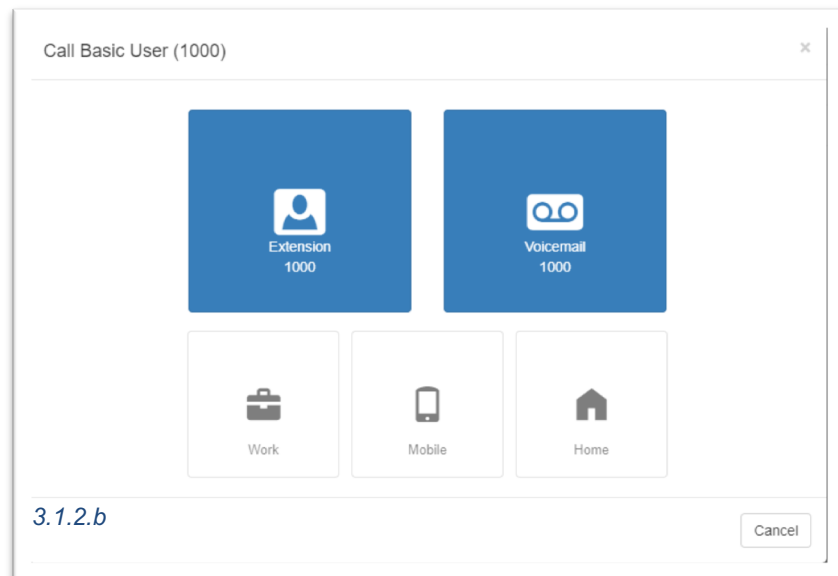 Call Basic User (1000)
×
Extension
1000
Voicemail
1000
Work
Mobile
Home
3.1.2.b
Cancel